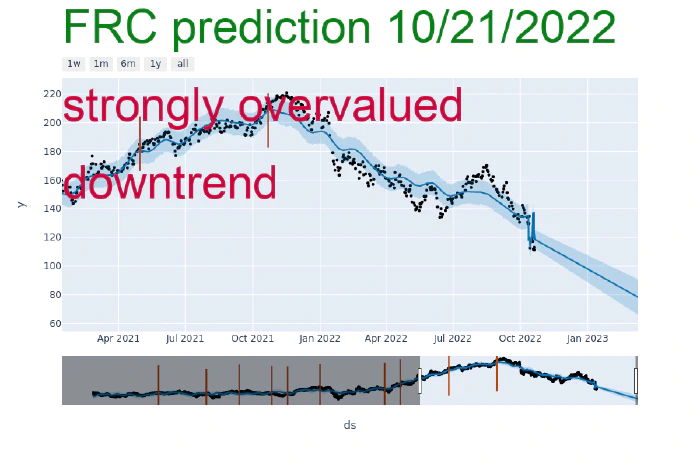 FRC prediction 10/21/2022
1w 1m 6m 1y all
220
strongly overvalued
200
180
160
downtrend
y
140
120
100
80
60
Apr 2021 Jul 2021 Oct 2021 Jan 2022 Apr 2022 Jul 2022 Oct 2022 Jan 2023
ds